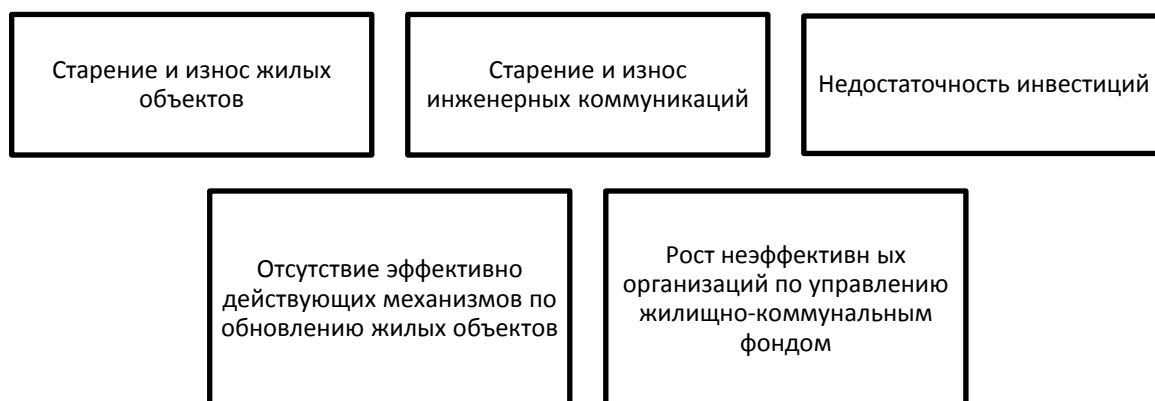 Старение и износ жилых
объектов
Старение и износ
инженерных коммуникаций
Недостаточность инвестиций
Отсутствие эффективно
действующих механизмов по
обновлению жилых объектов
Рост неэффективн ых
организаций по управлению
жилищно-коммунальным
фондом